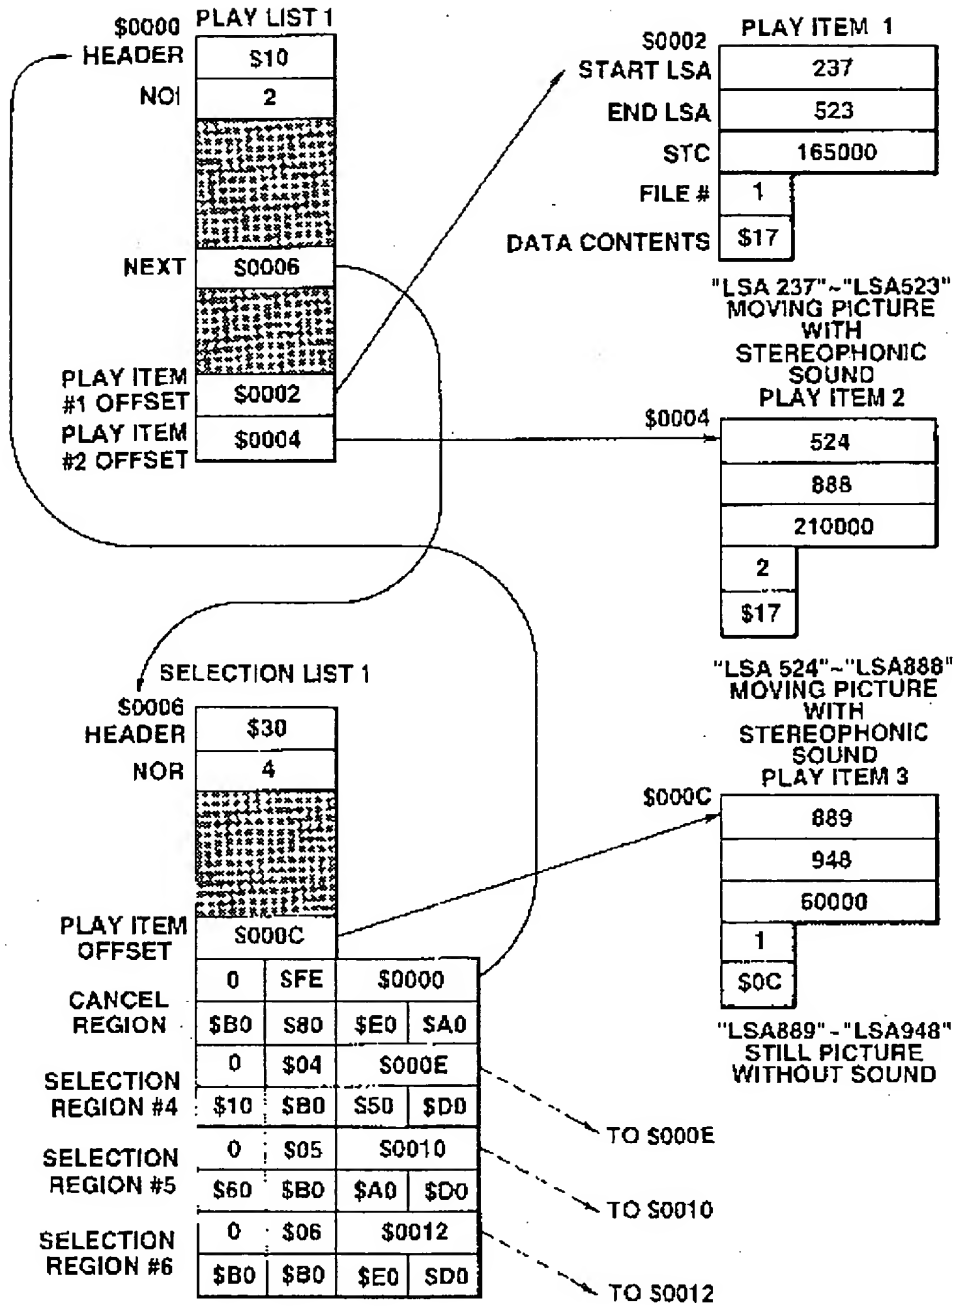 PLAY LIST 1
$0000
HEADER
$10
NOI
2
NEXT
$0006
PLAY ITEM
#1 OFFSET
$0002
PLAY ITEM
#2 OFFSET
$0004
PLAY ITEM 1
$0002
START LSA
237
END LSA
523
STC
165000
FILE #
1
DATA CONTENTS
$17
"LSA 237"~"LSA523"
MOVING PICTURE
WITH
STEREOPHONIC
SOUND
PLAY ITEM 2
$0004
524
888
210000
2
$17
"LSA 524"~"LSA888"
MOVING PICTURE
WITH
STEREOPHONIC
SOUND
PLAY ITEM 3
$000C
889
948
60000
1
$0C
"LSA889"~"LSA948"
STILL PICTURE
WITHOUT SOUND
SELECTION LIST 1
$0006
HEADER
$30
NOR
4
PLAY ITEM
OFFSET
$000C
CANCEL
REGION
0 $FE $0000
$B0 $80 $E0 $A0
SELECTION
REGION #4
0 $04 $000E
$10 $B0 $50 $D0
TO $000E
SELECTION
REGION #5
0 $05 $0010
$60 $B0 $A0 $D0
TO $0010
SELECTION
REGION #6
0 $06 $0012
$B0 $B0 $E0 $D0
TO $0012